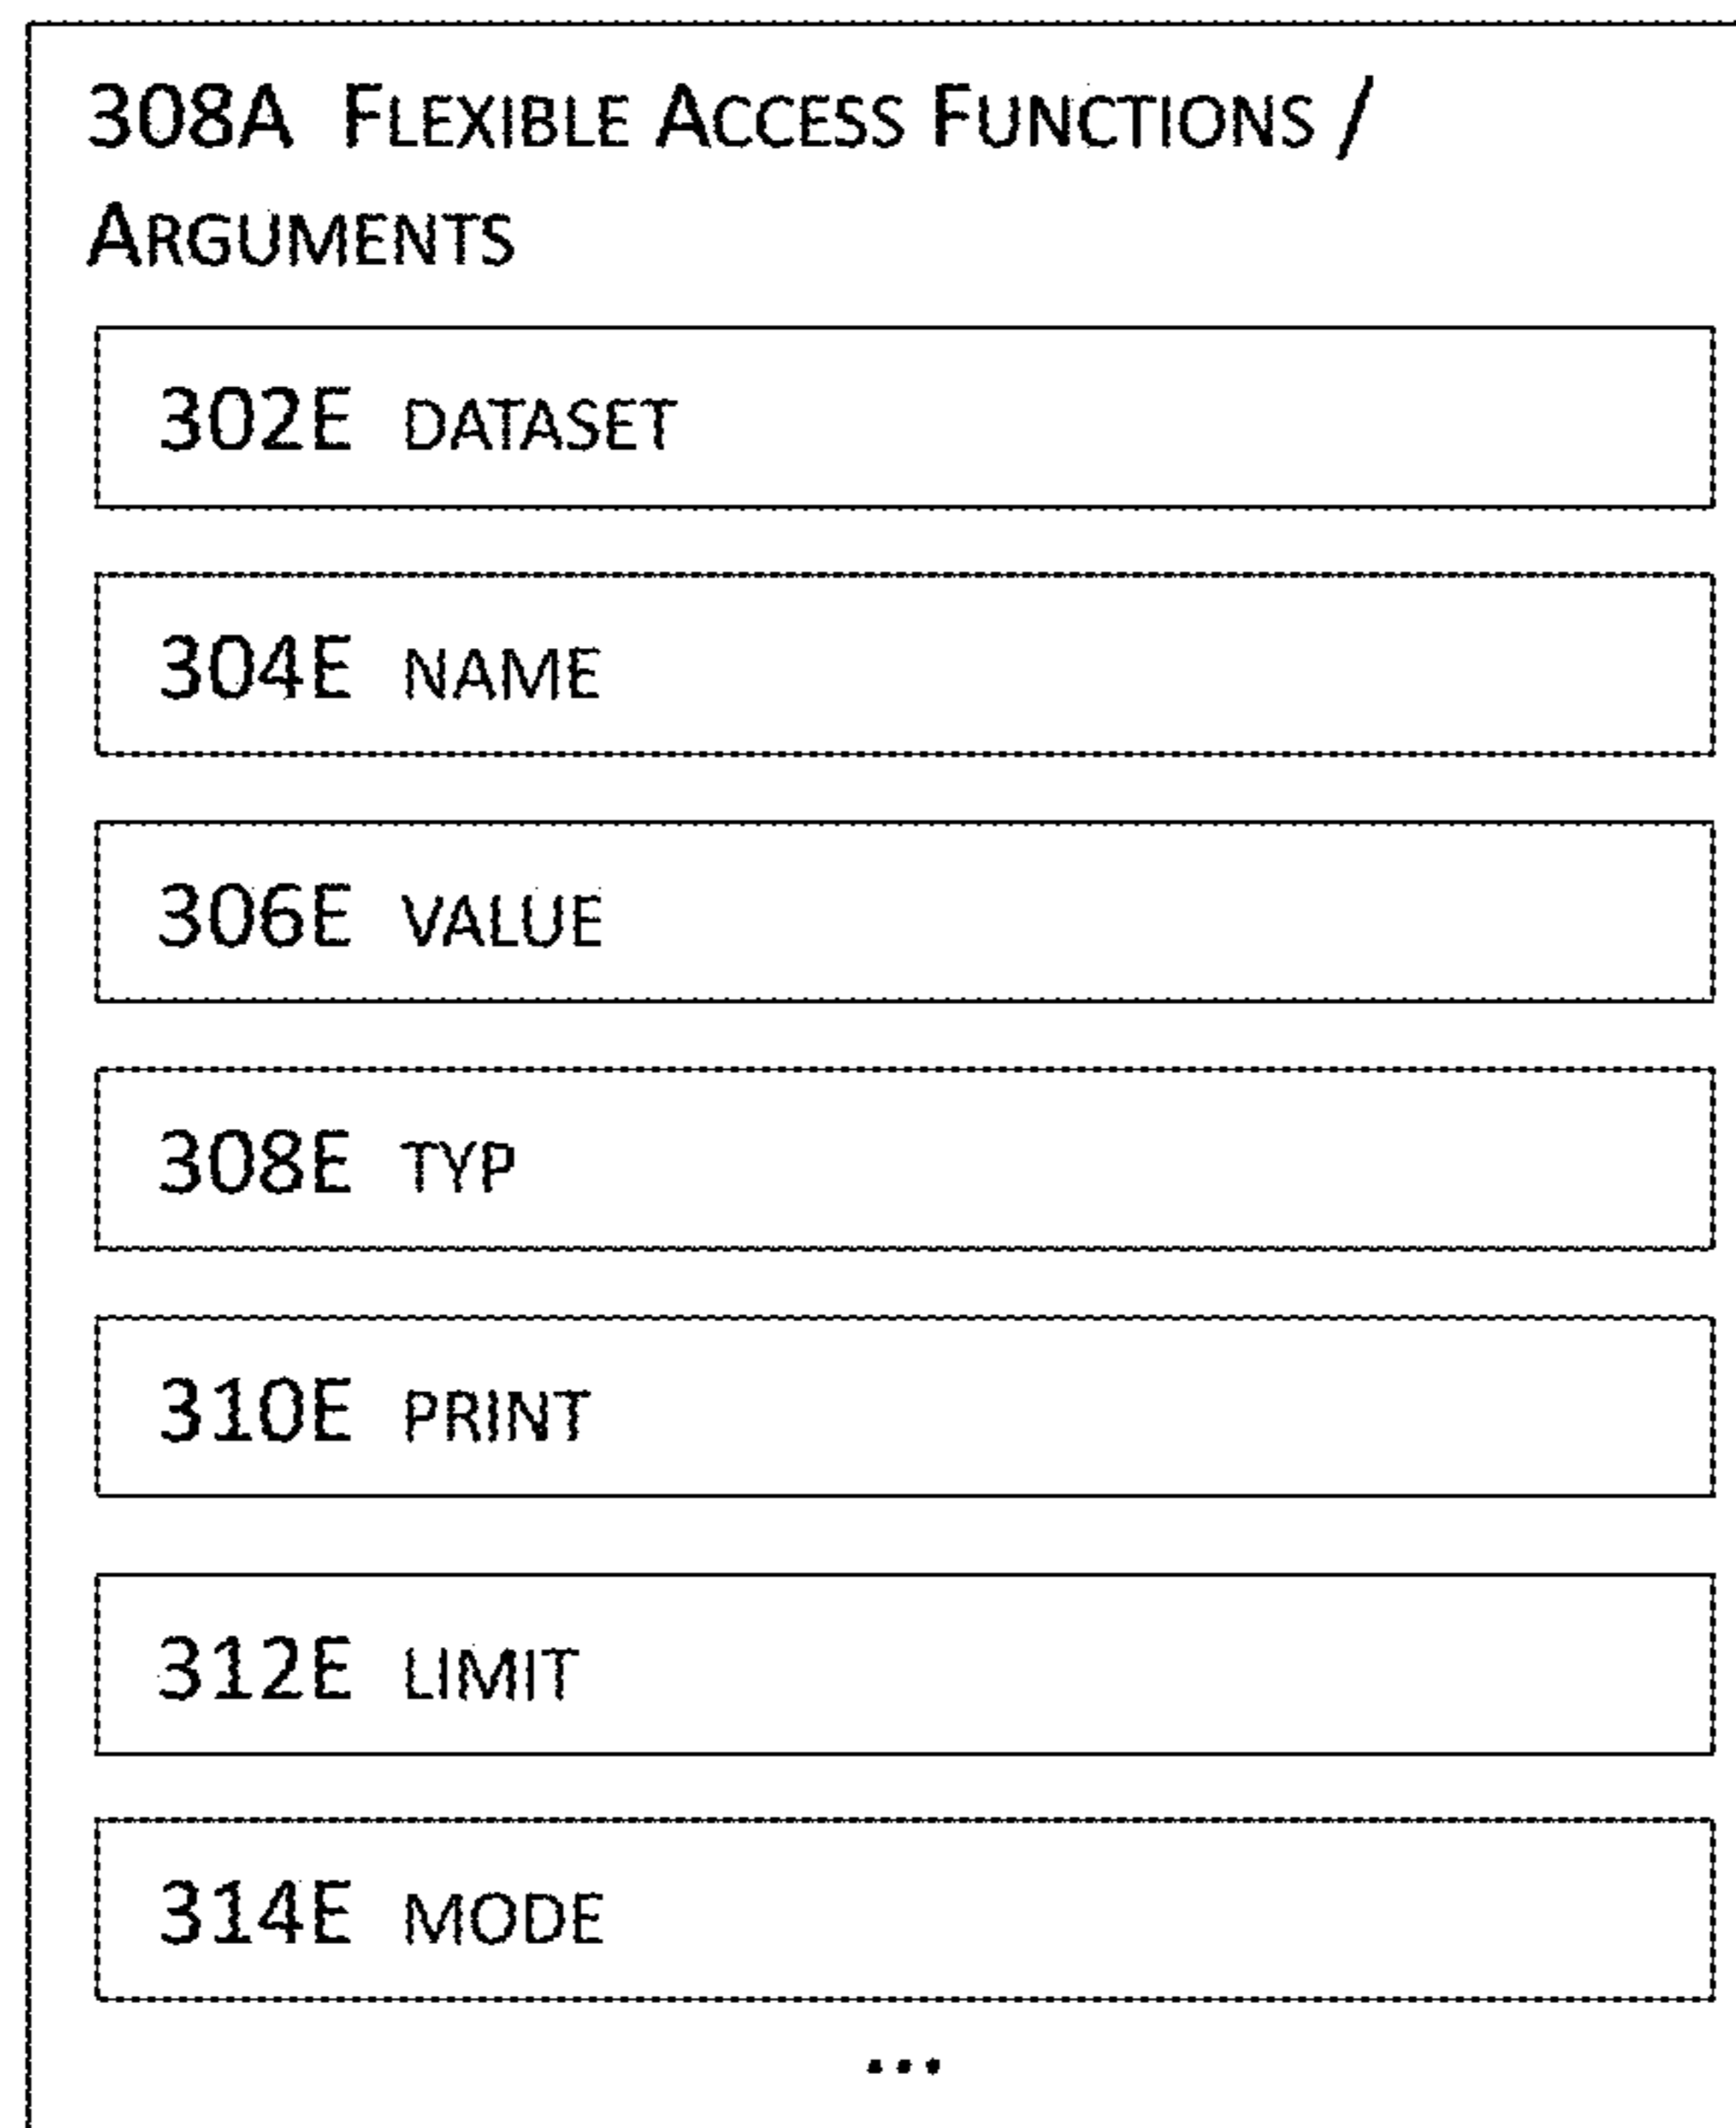 308A FLEXIBLE ACCESS FUNCTIONS /
ARGUMENTS
302E DATASET
304E NAME
306E VALUE
308E TYP
310E PRINT
312E LIMIT
314E MODE
...